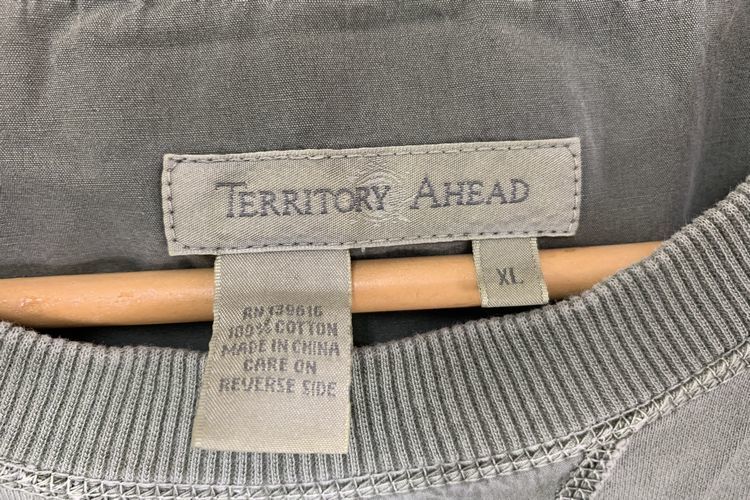 TERRITORY AHEAD
XL
RN 139616
100% COTTON
MADE IN CHINA
CARE ON
REVERSE SIDE